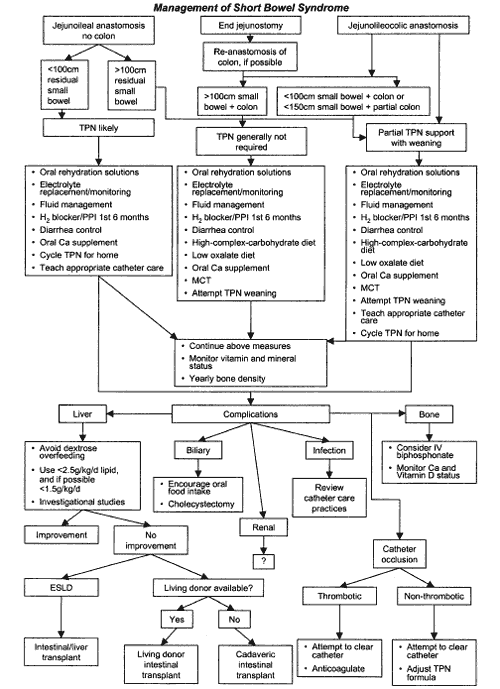 Management of Short Bowel Syndrome
Jejunoileal anastomosis
no colon
End jejunostomy
Jejunolileocolic anastomosis
Re-anastomosis of
colon, if possible
<100cm
residual
small
bowel
>100cm
residual
small
bowel
>100cm small
bowel + colon
<100cm small bowel + colon or
<150cm small bowel + partial colon
TPN likely
TPN generally not
required
Partial TPN support
with weaning
• Oral rehydration solutions
• Electrolyte
replacement/monitoring
• Fluid management
• H2 blocker/PPI 1st 6 months
• Diarrhea control
• Oral Ca supplement
• Cycle TPN for home
• Teach appropriate catheter care
• Oral rehydration solutions
• Electrolyte
replacement/monitoring
• Fluid management
• H2 blocker/PPI 1st 6 months
• Diarrhea control
• High-complex-carbohydrate diet
• Low oxalate diet
• Oral Ca supplement
• MCT
• Attempt TPN weaning
• Oral rehydration solutions
• Electrolyte
replacement/monitoring
• Fluid management
• H2 blocker/PPI 1st 6 months
• Diarrhea control
• High-complex-carbohydrate
diet
• Low oxalate diet
• Oral Ca supplement
• MCT
• Attempt TPN weaning
• Teach appropriate catheter
care
• Cycle TPN for home
• Continue above measures
• Monitor vitamin and mineral
status
• Yearly bone density
Liver
Complications
Bone
• Avoid dextrose
overfeeding
• Use <2.5g/kg/d lipid,
and if possible
<1.5g/kg/d
• Investigational studies
Biliary
Infection
• Consider IV
biphosphonate
• Monitor Ca and
Vitamin D status
• Encourage oral
food intake
• Cholecystectomy
Review
catheter care
practices
Improvement
No
improvement
Renal
?
Catheter
occlusion
ESLD
Living donor available?
Thrombotic
Non-thrombotic
Yes
No
Intestinal/liver
transplant
Living donor
intestinal
transplant
Cadaveric
intestinal transplant
• Attempt to clear
catheter
• Anticoagulate
• Attempt to clear
catheter
• Adjust TPN
formula